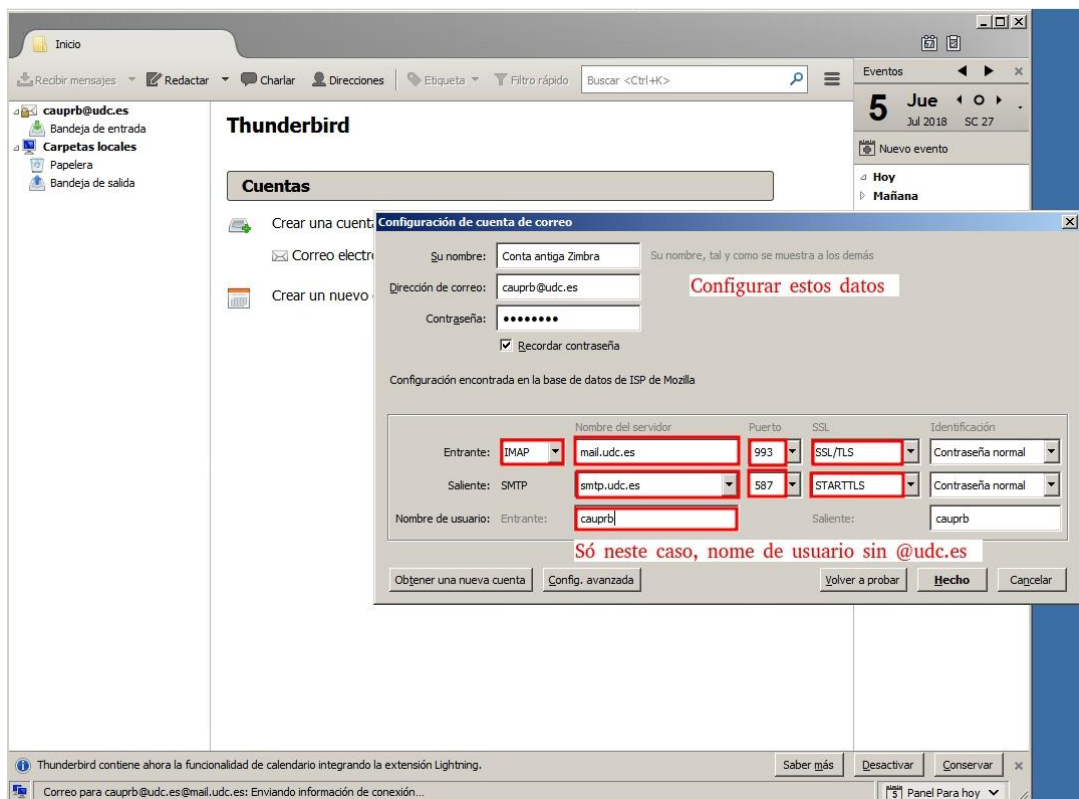 Inicio
Recibir mensajes Redactar Charlar Direcciones Etiqueta Filtro rápido Buscar <Ctrl+K>
Eventos
5 Jue
Jul 2018 SC 27
Nuevo evento
Hoy
Mañana
cauprb@udc.es
Bandeja de entrada
Carpetas locales
Papelera
Bandeja de salida
Thunderbird
Cuentas
Crear una cuenta
Correo electr
Crear un nuevo
Configuración de cuenta de correo
Su nombre: Conta antiga Zimbra Su nombre, tal y como se muestra a los demás
Dirección de correo: cauprb@udc.es
Configurar estos datos
Contraseña: ••••••••
Recordar contraseña
Configuración encontrada en la base de datos de ISP de Mozilla
Nombre del servidor Puerto SSL Identificación
Entrante: IMAP mail.udc.es 993 SSL/TLS Contraseña normal
Saliente: SMTP smtp.udc.es 587 STARTTLS Contraseña normal
Nombre de usuario: Entrante: cauprb Saliente: cauprb
Só neste caso, nome de usuario sin @udc.es
Obtener una nueva cuenta Config. avanzada Volver a probar Hecho Cancelar
Thunderbird contiene ahora la funcionalidad de calendario integrando la extensión Lightning. Saber más Desactivar Conservar
Correo para cauprb@udc.es@mail.udc.es: Enviando información de conexión... 5 Panel Para hoy